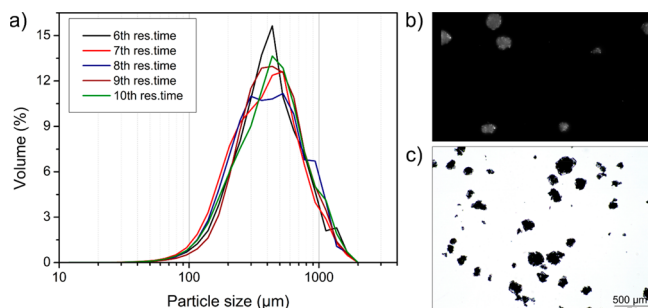 a)
15
12
9
6
3
0
Volume (%)
6th res.time
7th res.time
8th res.time
9th res.time
10th res.time
10
100
1000
Particle size (µm)
b)
c)
500 µm